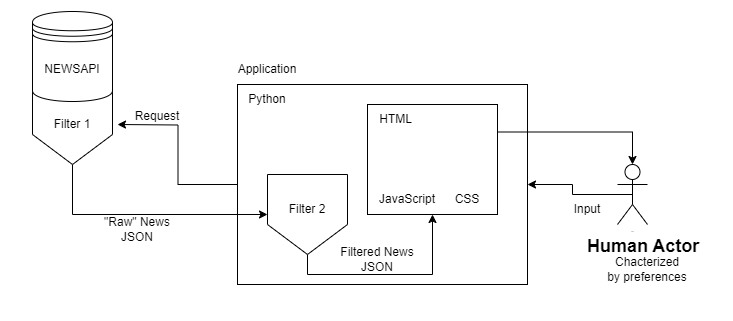 NEWSAPI
Filter 1
Request
"Raw" News
JSON
Application
Python
HTML
JavaScript CSS
Filter 2
Filtered News
JSON
Input
Human Actor
Chacterized
by preferences